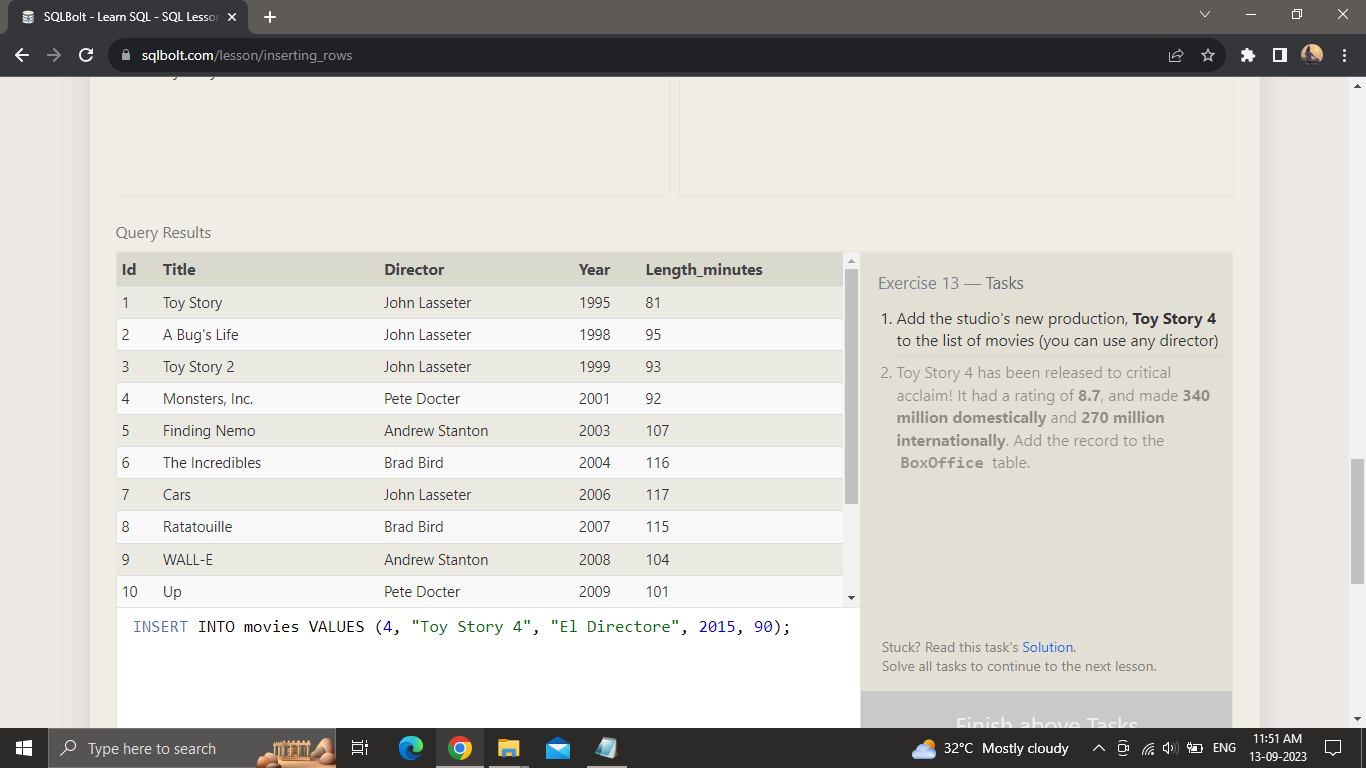 SQLBolt - Learn SQL - SQL Lesson
sqlbolt.com/lesson/inserting_rows
Query Results
Id Title Director Year Length_minutes
1 Toy Story John Lasseter 1995 81
2 A Bug's Life John Lasseter 1998 95
3 Toy Story 2 John Lasseter 1999 93
4 Monsters, Inc. Pete Docter 2001 92
5 Finding Nemo Andrew Stanton 2003 107
6 The Incredibles Brad Bird 2004 116
7 Cars John Lasseter 2006 117
8 Ratatouille Brad Bird 2007 115
9 WALL-E Andrew Stanton 2008 104
10 Up Pete Docter 2009 101
INSERT INTO movies VALUES (4, "Toy Story 4", "El Directore", 2015, 90);
Exercise 13 — Tasks
1. Add the studio's new production, Toy Story 4
to the list of movies (you can use any director)
2. Toy Story 4 has been released to critical
acclaim! It had a rating of 8.7, and made 340
million domestically and 270 million
internationally. Add the record to the
BoxOffice table.
Stuck? Read this task's Solution.
Solve all tasks to continue to the next lesson.
Finish above Tasks
Type here to search
32°C Mostly cloudy
ENG
11:51 AM
13-09-2023